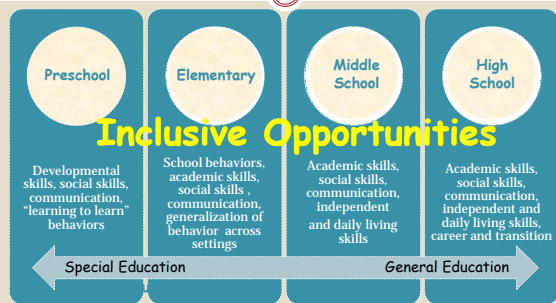 Preschool
Elementary
Middle
School
High
School
Inclusive Opportunities
Developmental
skills, social skills,
communication,
"learning to learn"
behaviors
School behaviors,
academic skills,
social skills ,
communication,
generalization of
behavior across
settings
Academic skills,
social skills,
communication,
independent
and daily living
skills
Academic skills,
social skills,
communication,
independent and
daily living skills,
career and transition
Special Education
General Education